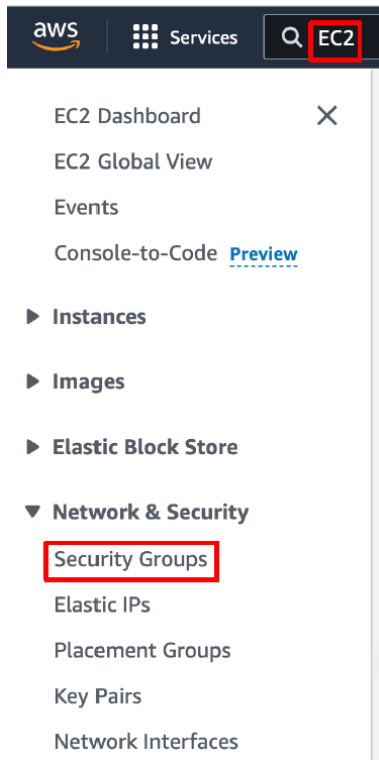 aws Services EC2
EC2 Dashboard
EC2 Global View
Events
Console-to-Code Preview
Instances
Images
Elastic Block Store
Network & Security
Security Groups
Elastic IPs
Placement Groups
Key Pairs
Network Interfaces